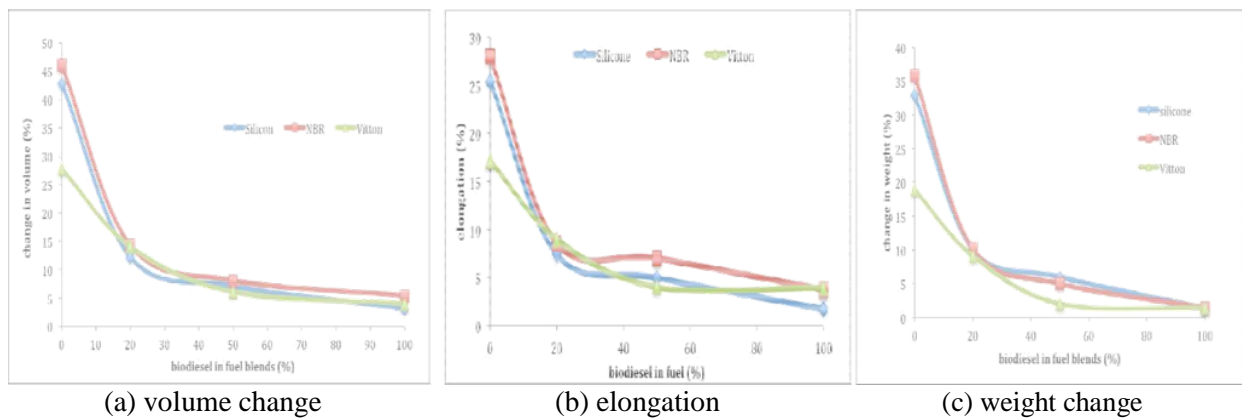 change in volume (%)
50
45
40
35
30
25
20
15
10
5
0
Silicon NBR Vitton
0 10 20 30 40 50 60 70 80 90 100
biodiesel in fuel blends (%)
(a) volume change
elongation (%)
30
25
20
15
10
5
0
Silicone NBR Vitton
0 20 40 60 80 100
biodiesel in fuel (%)
(b) elongation
change in weight (%)
40
35
30
25
20
15
10
5
0
silicone
NBR
Vitton
0 20 40 60 80 100
biodiesel in fuel blends (%)
(c) weight change